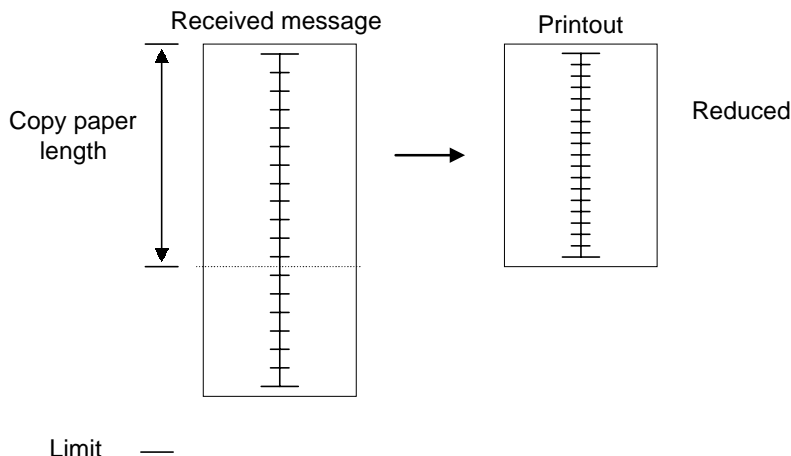 Received message
Printout
Copy paper
length
Reduced
Limit